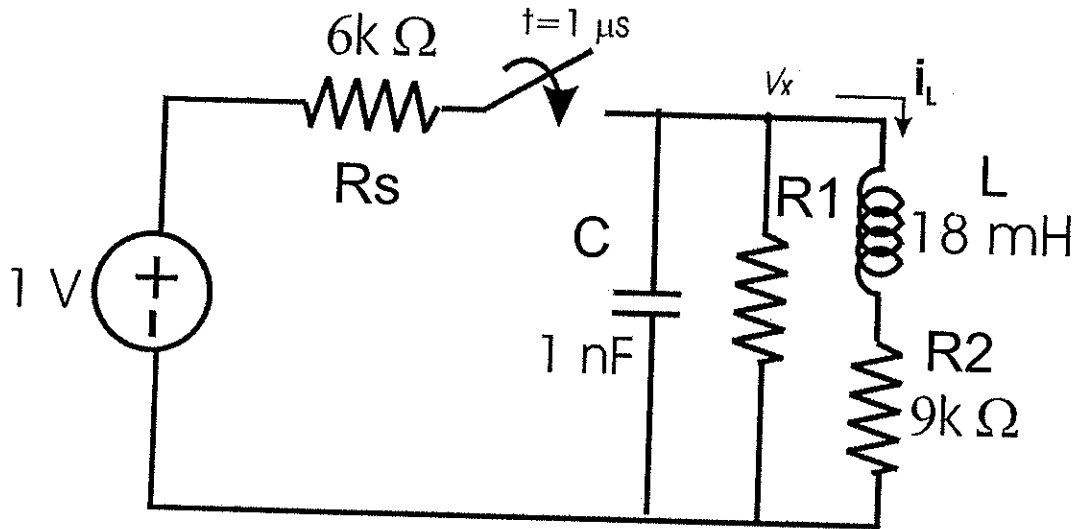 t=1 μs
6k Ω
Vx
iL
Rs
R1
L
18 mH
C
1 V
+
1 nF
R2
9k Ω